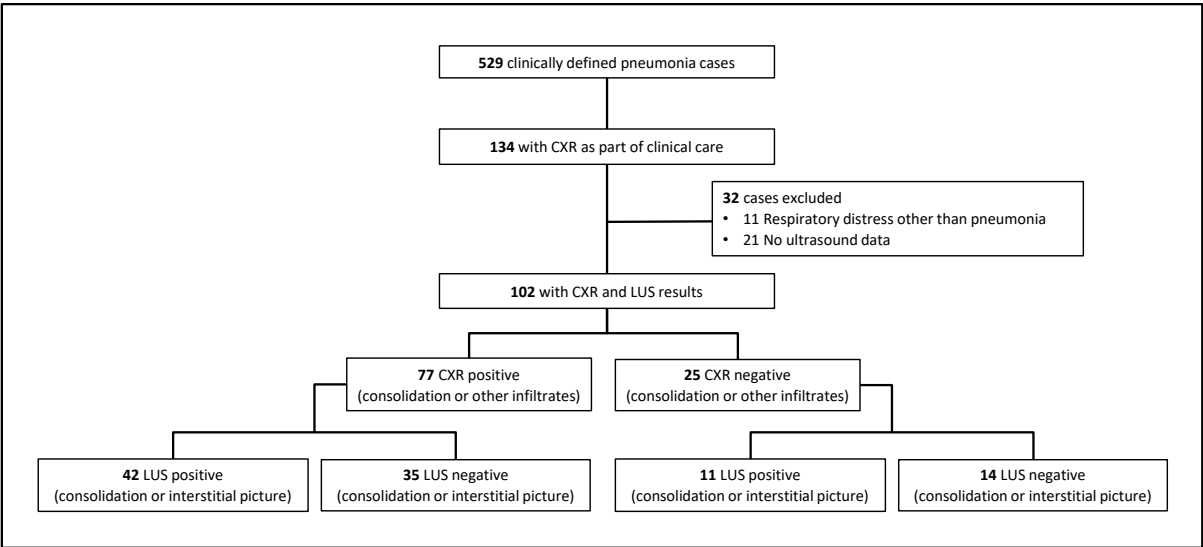 529 clinically defined pneumonia cases
134 with CXR as part of clinical care
32 cases excluded
• 11 Respiratory distress other than pneumonia
• 21 No ultrasound data
102 with CXR and LUS results
77 CXR positive
(consolidation or other infiltrates)
25 CXR negative
(consolidation or other infiltrates)
42 LUS positive
(consolidation or interstitial picture)
35 LUS negative
(consolidation or interstitial picture)
11 LUS positive
(consolidation or interstitial picture)
14 LUS negative
(consolidation or interstitial picture)